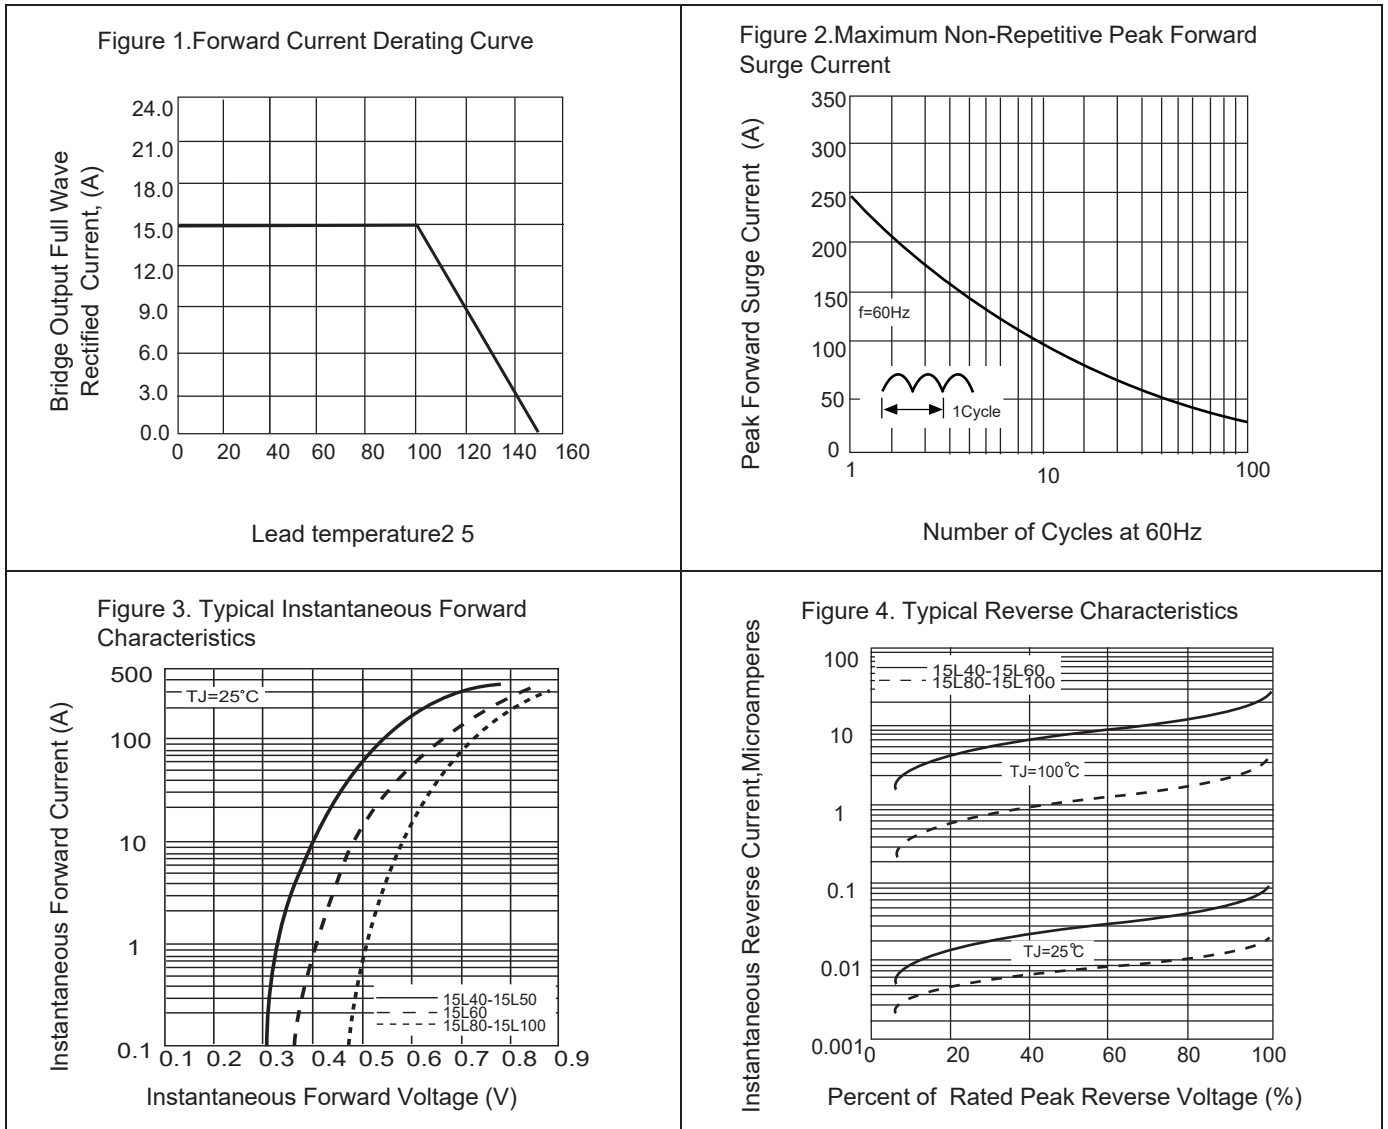 Figure 1.Forward Current Derating Curve
Bridge Output Full Wave
Rectified Current, (A)
24.0
21.0
18.0
15.0
12.0
9.0
6.0
3.0
0.0
0 20 40 60 80 100 120 140 160
Lead temperature2 5
Figure 2.Maximum Non-Repetitive Peak Forward
Surge Current
Peak Forward Surge Current (A)
350
300
250
200
150
100
50
0
f=60Hz
1Cycle
1 10 100
Number of Cycles at 60Hz
Figure 3. Typical Instantaneous Forward
Characteristics
Instantaneous Forward Current (A)
500
100
10
1
0.1
TJ=25°C
15L40-15L50
15L60
15L80-15L100
0.1 0.2 0.3 0.4 0.5 0.6 0.7 0.8 0.9
Instantaneous Forward Voltage (V)
Figure 4. Typical Reverse Characteristics
Instantaneous Reverse Current,Microamperes
100
10
1
0.1
0.01
0.001
15L40-15L60
15L80-15L100
TJ=100°C
TJ=25°C
0 20 40 60 80 100
Percent of Rated Peak Reverse Voltage (%)